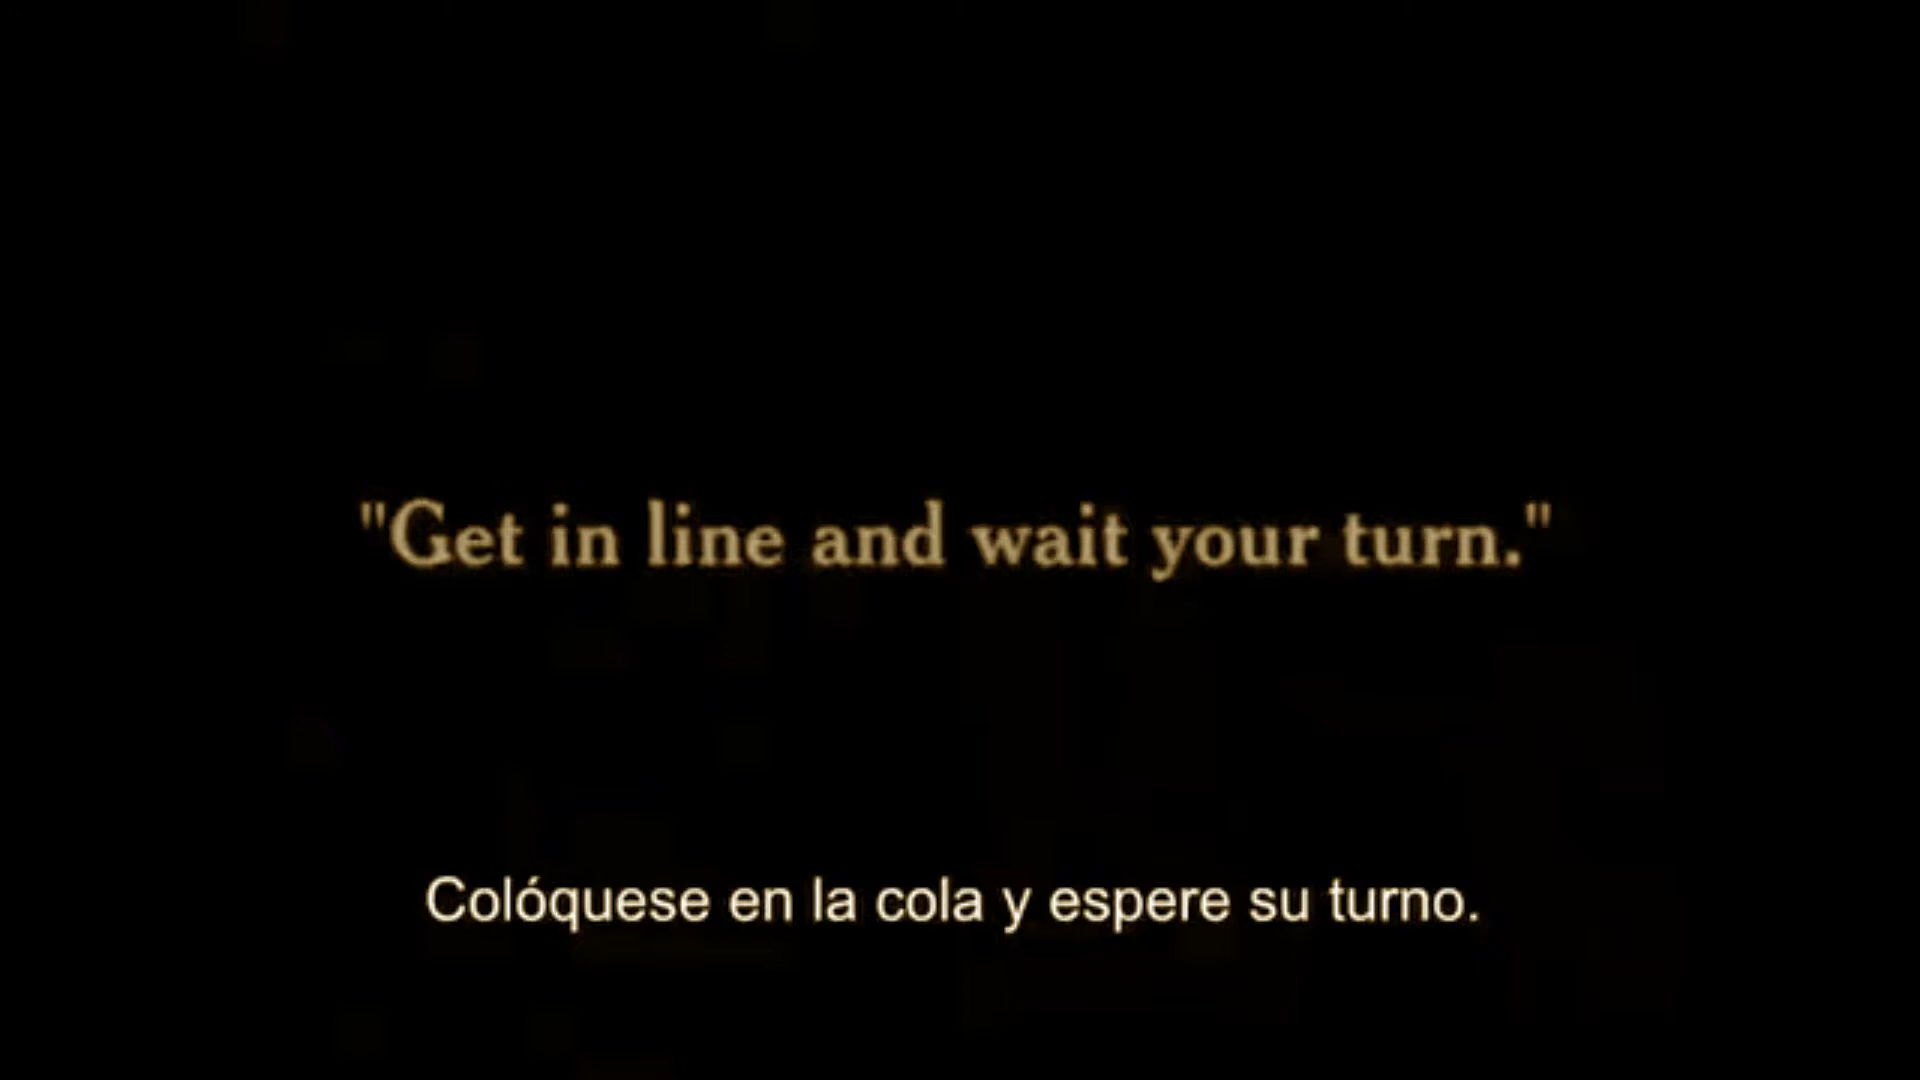 "Get in line and wait your turn."
Colóquese en la cola y espere su turno.